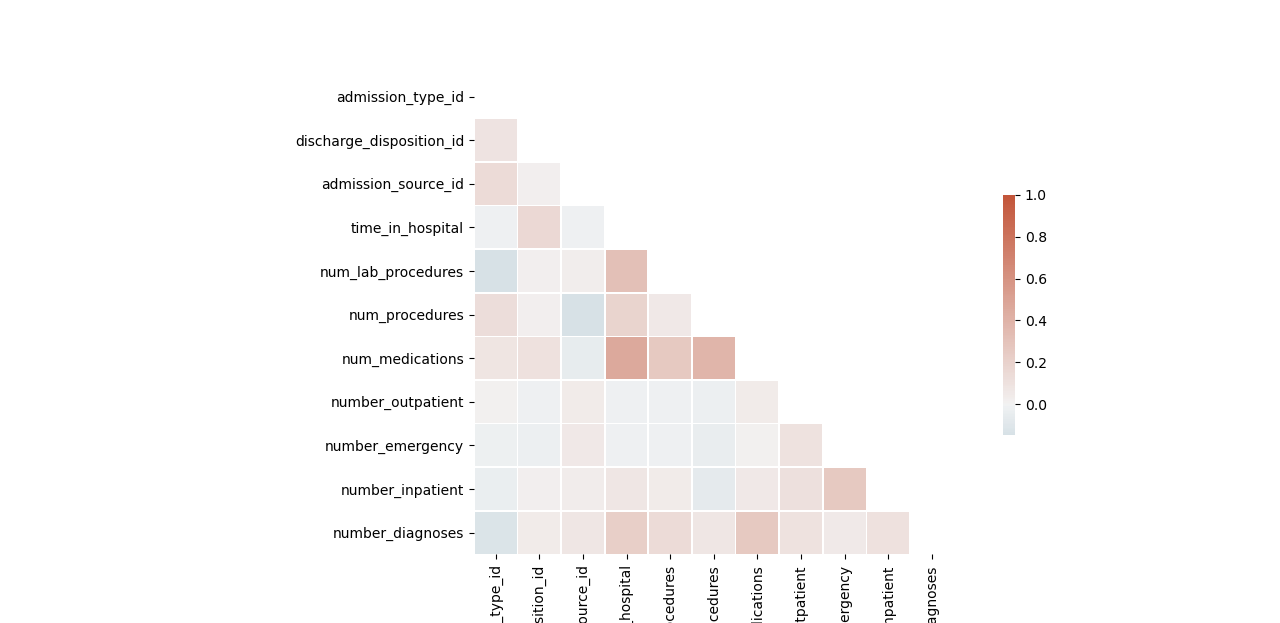 admission_type_id
discharge_disposition_id
admission_source_id
time_in_hospital
num_lab_procedures
num_procedures
num_medications
number_outpatient
number_emergency
number_inpatient
number_diagnoses
1.0
0.8
0.6
0.4
0.2
0.0
_type_id
sition_id
ource_id
_hospital
cedures
cedures
lications
tpatient
ergency
npatient
agnoses